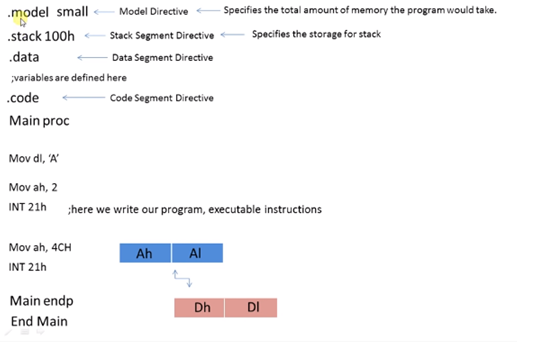 .model small Model Directive Specifies the total amount of memory the program would take.
.stack 100h Stack Segment Directive Specifies the storage for stack
.data Data Segment Directive
;variables are defined here
.code Code Segment Directive
Main proc
Mov dl, ‘A’
Mov ah, 2
INT 21h ;here we write our program, executable instructions
Mov ah, 4CH
INT 21h
Ah Al
Main endp
Dh Dl
End Main